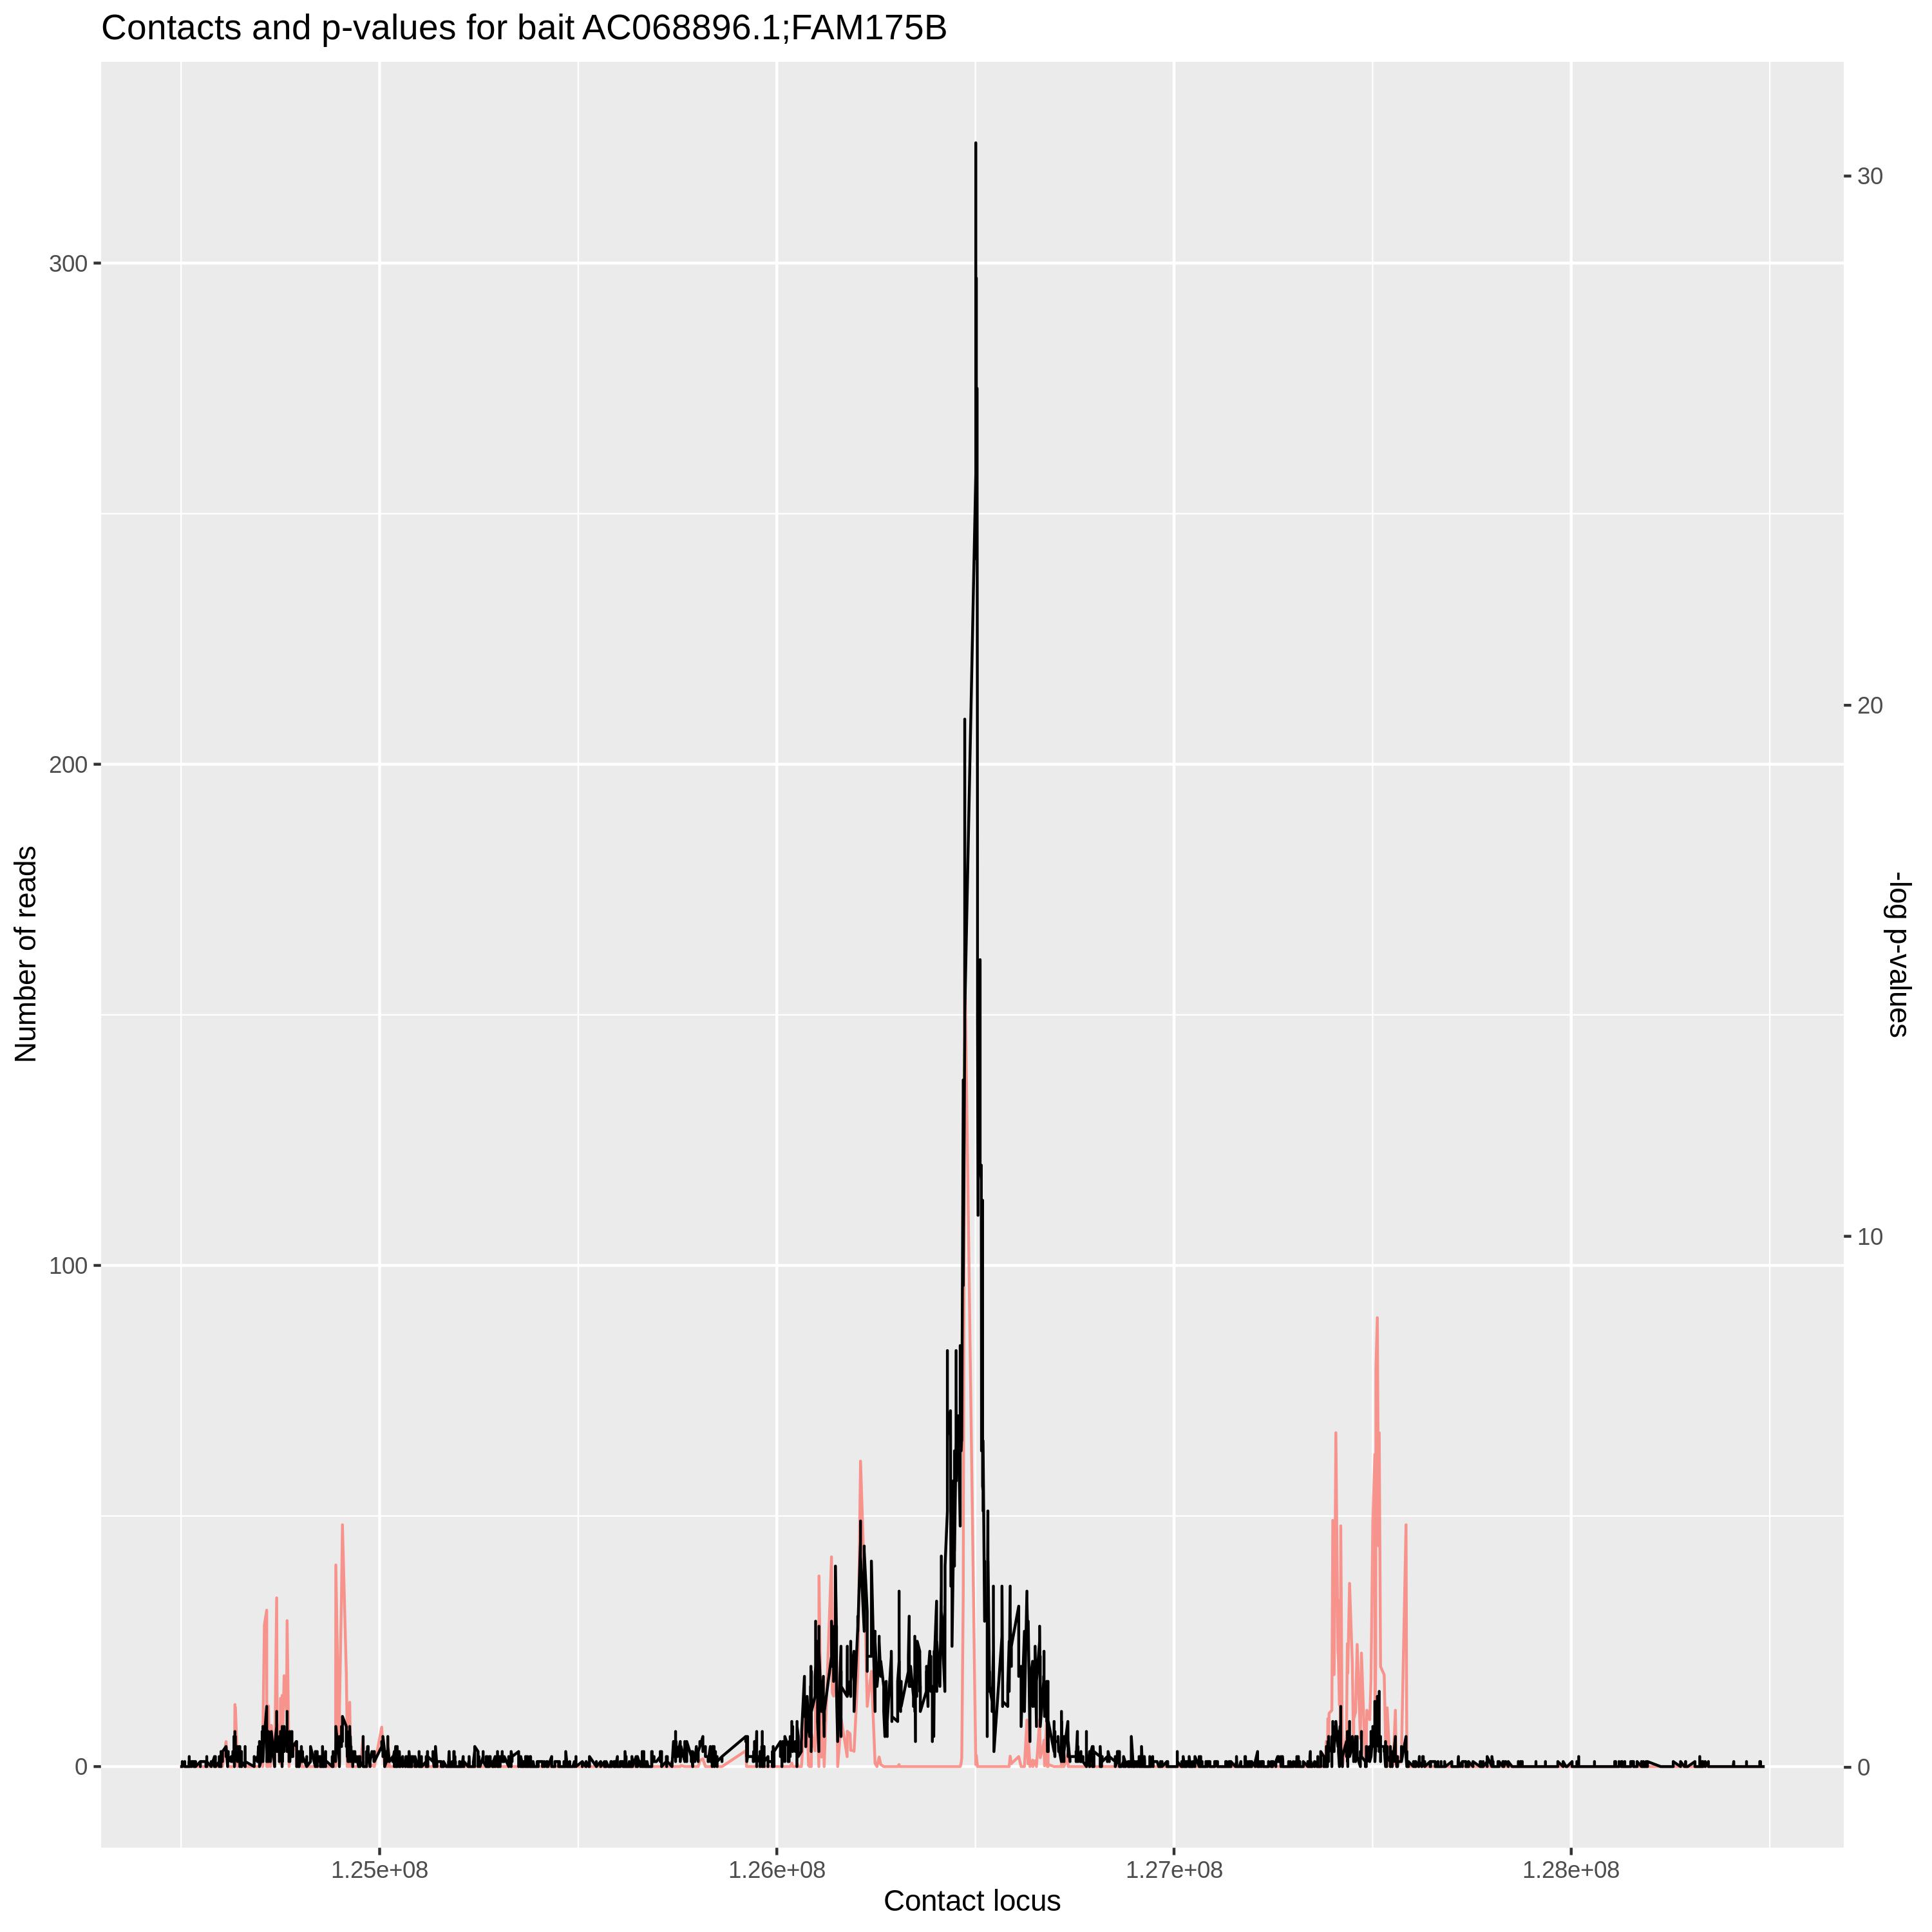 Contacts and p-values for bait AC068896.1;FAM175B
Number of reads
300
200
100
0
30
20
10
0
-log p-values
1.25e+08 1.26e+08 1.27e+08 1.28e+08
Contact locus